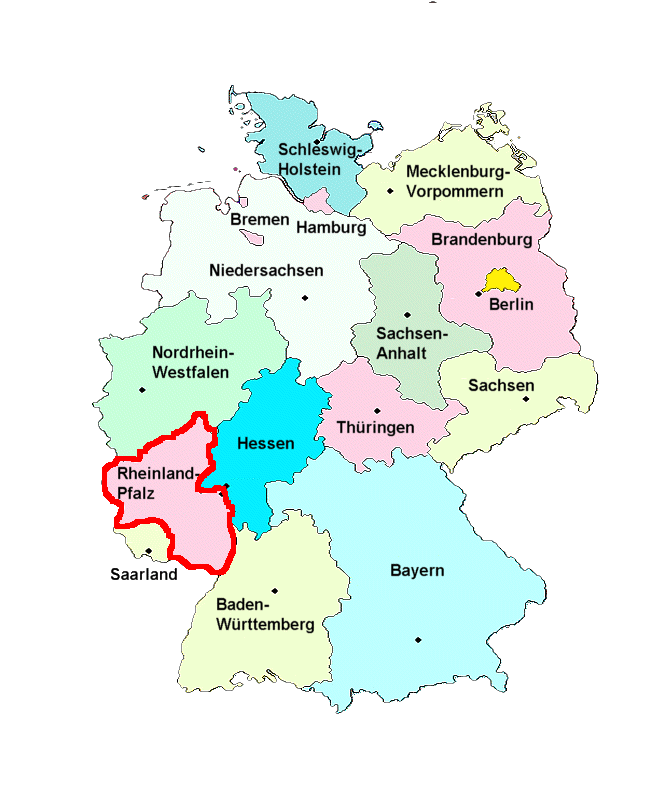 Schleswig-
Holstein
Mecklenburg-
Vorpommern
Bremen
Hamburg
Brandenburg
Niedersachsen
Berlin
Sachsen-
Anhalt
Nordrhein-
Westfalen
Sachsen
Thüringen
Hessen
Rheinland-
Pfalz
Saarland
Bayern
Baden-
Württemberg